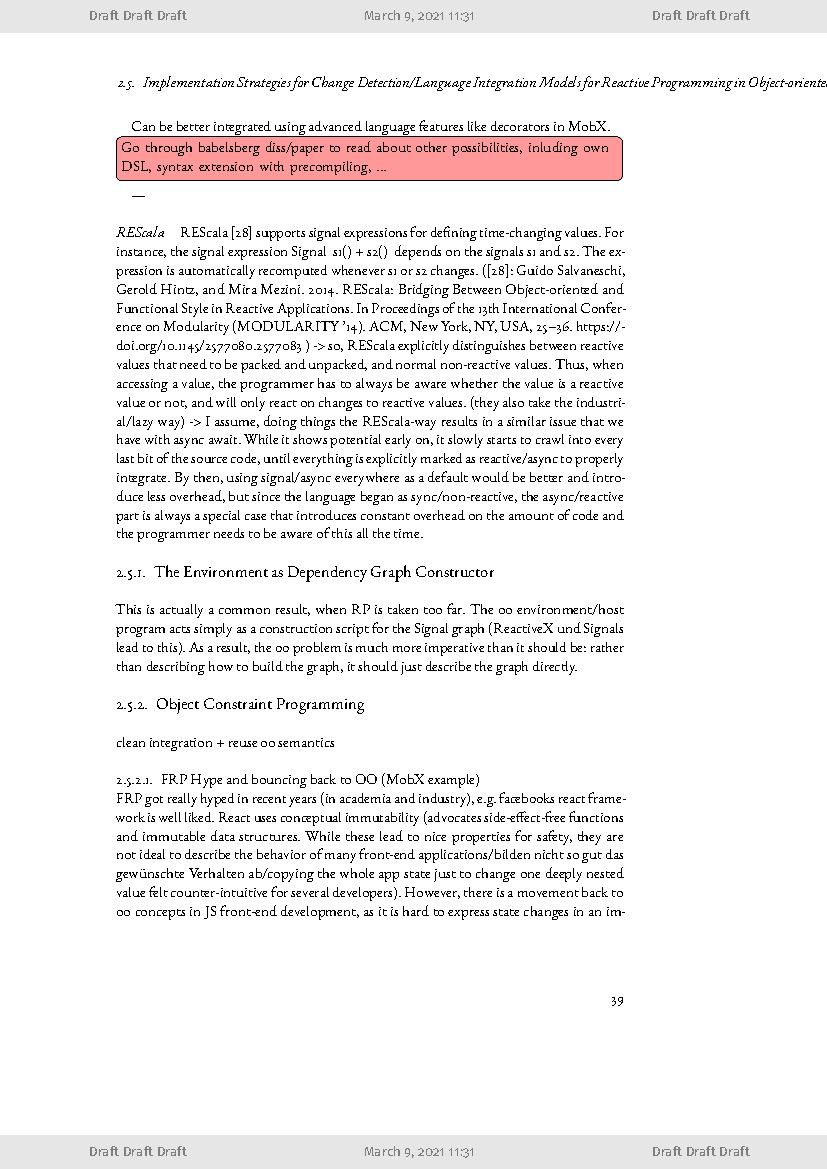 Draft Draft Draft March 9, 2021 11:31 Draft Draft Draft
2.5. Implementation Strategies for Change Detection/Language Integration Models for Reactive Programming in Object-oriente
Can be better integrated using advanced language features like decorators in MobX.
Go through babelsberg diss/paper to read about other possibilities, inluding own
DSL, syntax extension with precompiling, ...
—
REScala REScala [28] supports signal expressions for defining time-changing values. For
instance, the signal expression Signal s1() + s2() depends on the signals s1 and s2. The ex-
pression is automatically recomputed whenever s1 or s2 changes. ([28]: Guido Salvaneschi,
Gerold Hintz, and Mira Mezini. 2014. REScala: Bridging Between Object-oriented and
Functional Style in Reactive Applications. In Proceedings of the 13th International Confer-
ence on Modularity (MODULARITY ’14). ACM, New York, NY, USA, 25–36. https://-
doi.org/10.1145/2577080.2577083 ) -> so, REScala explicitly distinguishes between reactive
values that need to be packed and unpacked, and normal non-reactive values. Thus, when
accessing a value, the programmer has to always be aware whether the value is a reactive
value or not, and will only react on changes to reactive values. (they also take the industri-
al/lazy way) -> I assume, doing things the REScala-way results in a similar issue that we
have with async await. While it shows potential early on, it slowly starts to crawl into every
last bit of the source code, until everything is explicitly marked as reactive/async to properly
integrate. By then, using signal/async everywhere as a default would be better and intro-
duce less overhead, but since the language began as sync/non-reactive, the async/reactive
part is always a special case that introduces constant overhead on the amount of code and
the programmer needs to be aware of this all the time.
2.5.1. The Environment as Dependency Graph Constructor
This is actually a common result, when RP is taken too far. The oo environment/host
program acts simply as a construction script for the Signal graph (ReactiveX und Signals
lead to this). As a result, the oo problem is much more imperative than it should be: rather
than describing how to build the graph, it should just describe the graph directly.
2.5.2. Object Constraint Programming
clean integration + reuse oo semantics
2.5.2.1. FRP Hype and bouncing back to OO (MobX example)
FRP got really hyped in recent years (in academia and industry), e.g. facebooks react frame-
work is well liked. React uses conceptual immutability (advocates side-effect-free functions
and immutable data structures. While these lead to nice properties for safety, they are
not ideal to describe the behavior of many front-end applications/bilden nicht so gut das
gewünschte Verhalten ab/copying the whole app state just to change one deeply nested
value felt counter-intuitive for several developers). However, there is a movement back to
oo concepts in JS front-end development, as it is hard to express state changes in an im-
39
Draft Draft Draft March 9, 2021 11:31 Draft Draft Draft